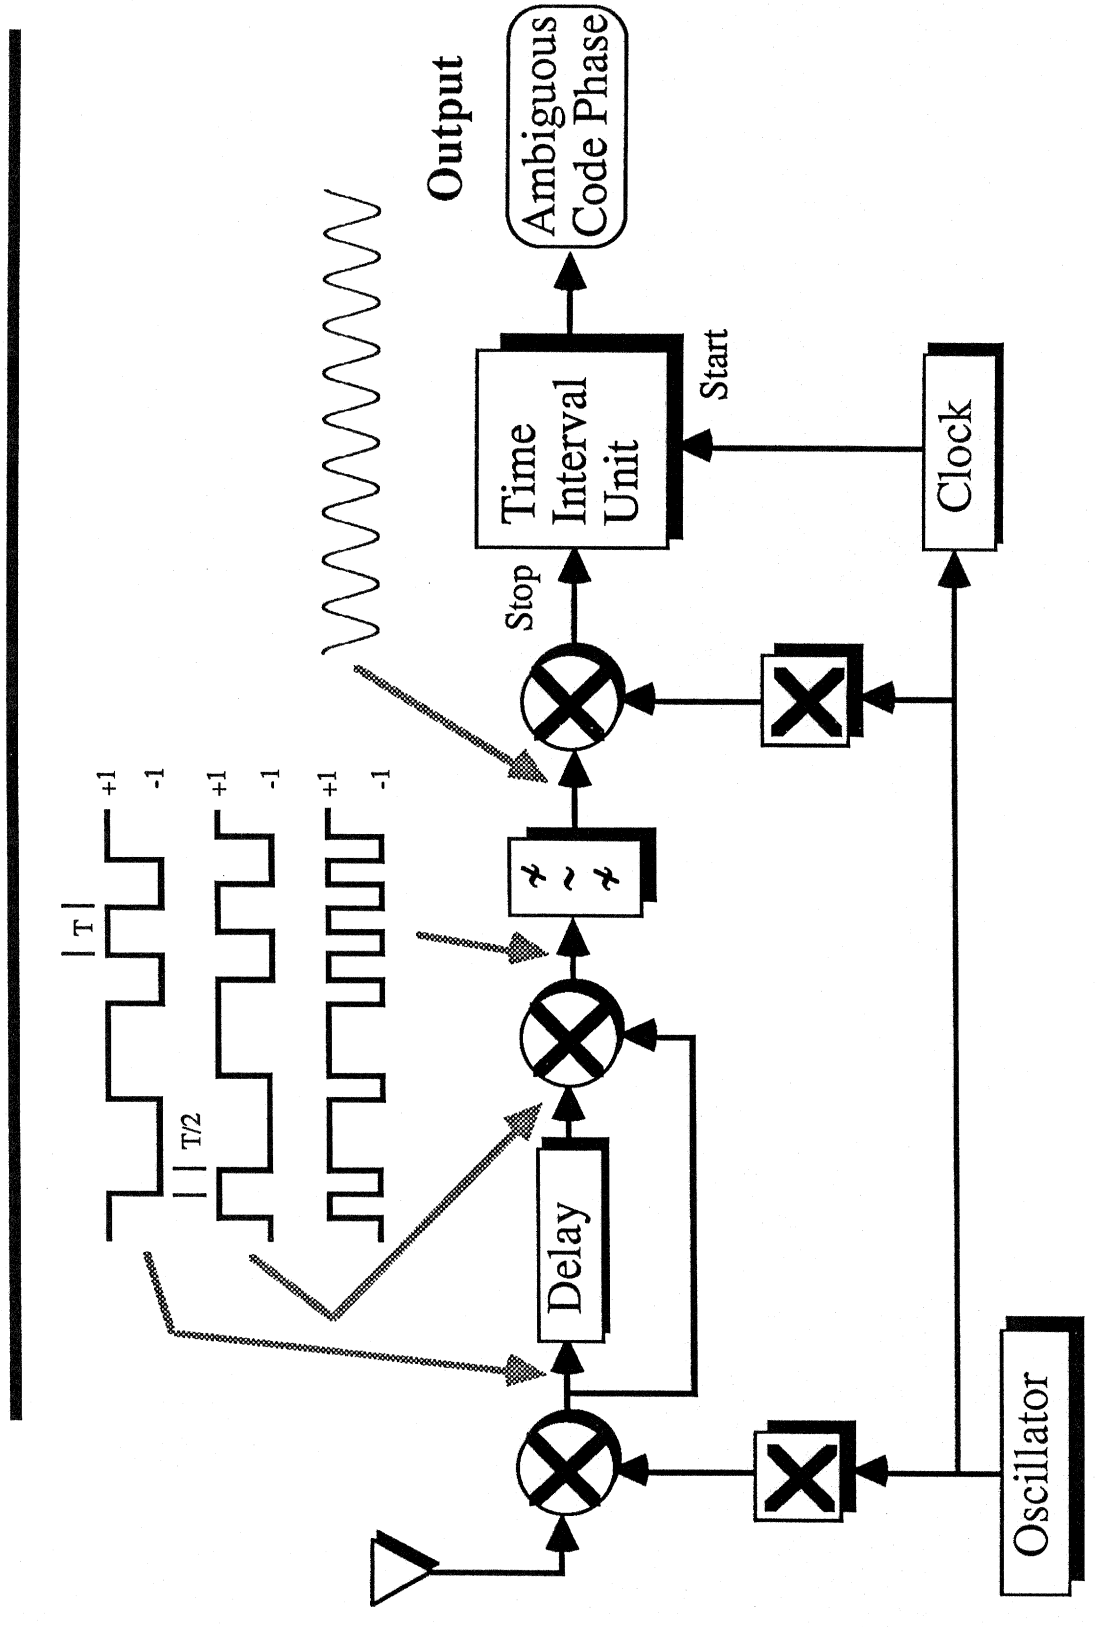 T
+1
-1
T/2
+1
-1
+1
-1
Output
Delay
Stop
Time
Interval
Unit
Ambiguous
Code Phase
Start
Clock
Oscillator